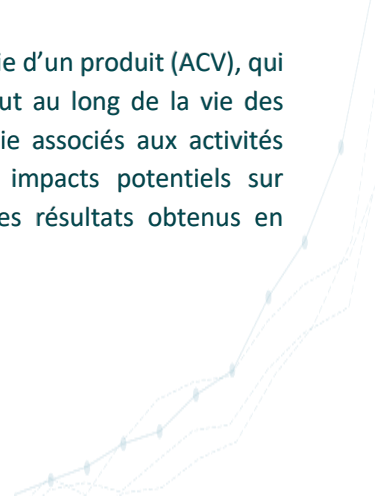 ie d’un produit (ACV), qui
ut au long de la vie des
ie associés aux activités
impacts potentiels sur
es résultats obtenus en